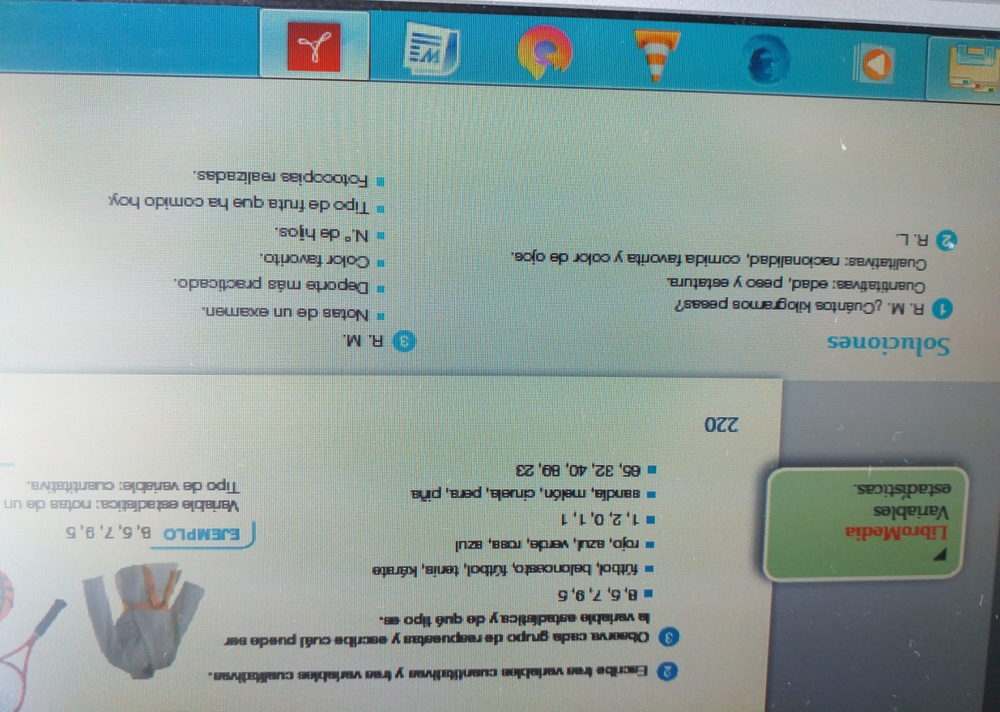 2 Escribe tres variables cuantitativas y tres variables cualitativas.
3 Observa cada grupo de respuestas y escribe cuál puede ser
la variable estadística y de qué tipo es.
■ 8, 5, 7, 9, 5
■ fútbol, baloncesto, fútbol, tenis, kárate
■ rojo, azul, verde, rosa, azul
■ 1, 2, 0, 1, 1
■ sandía, melón, ciruela, pera, piña
■ 65, 32, 40, 89, 23
EJEMPLO 8, 5, 7, 9, 5
Variable estadística: notas de un
Tipo de variable: cuantitativa.
LibroMedia
Variables
estadísticas.
220
Soluciones
1 R. M. ¿Cuántos kilogramos pesas?
Cuantitativas: edad, peso y estatura.
Cualitativas: nacionalidad, comida favorita y color de ojos.
2 R. L.
3 R. M.
■ Notas de un examen.
■ Deporte más practicado.
■ Color favorito.
■ N.º de hijos.
■ Tipo de fruta que ha comido hoy.
■ Fotocopias realizadas.
W